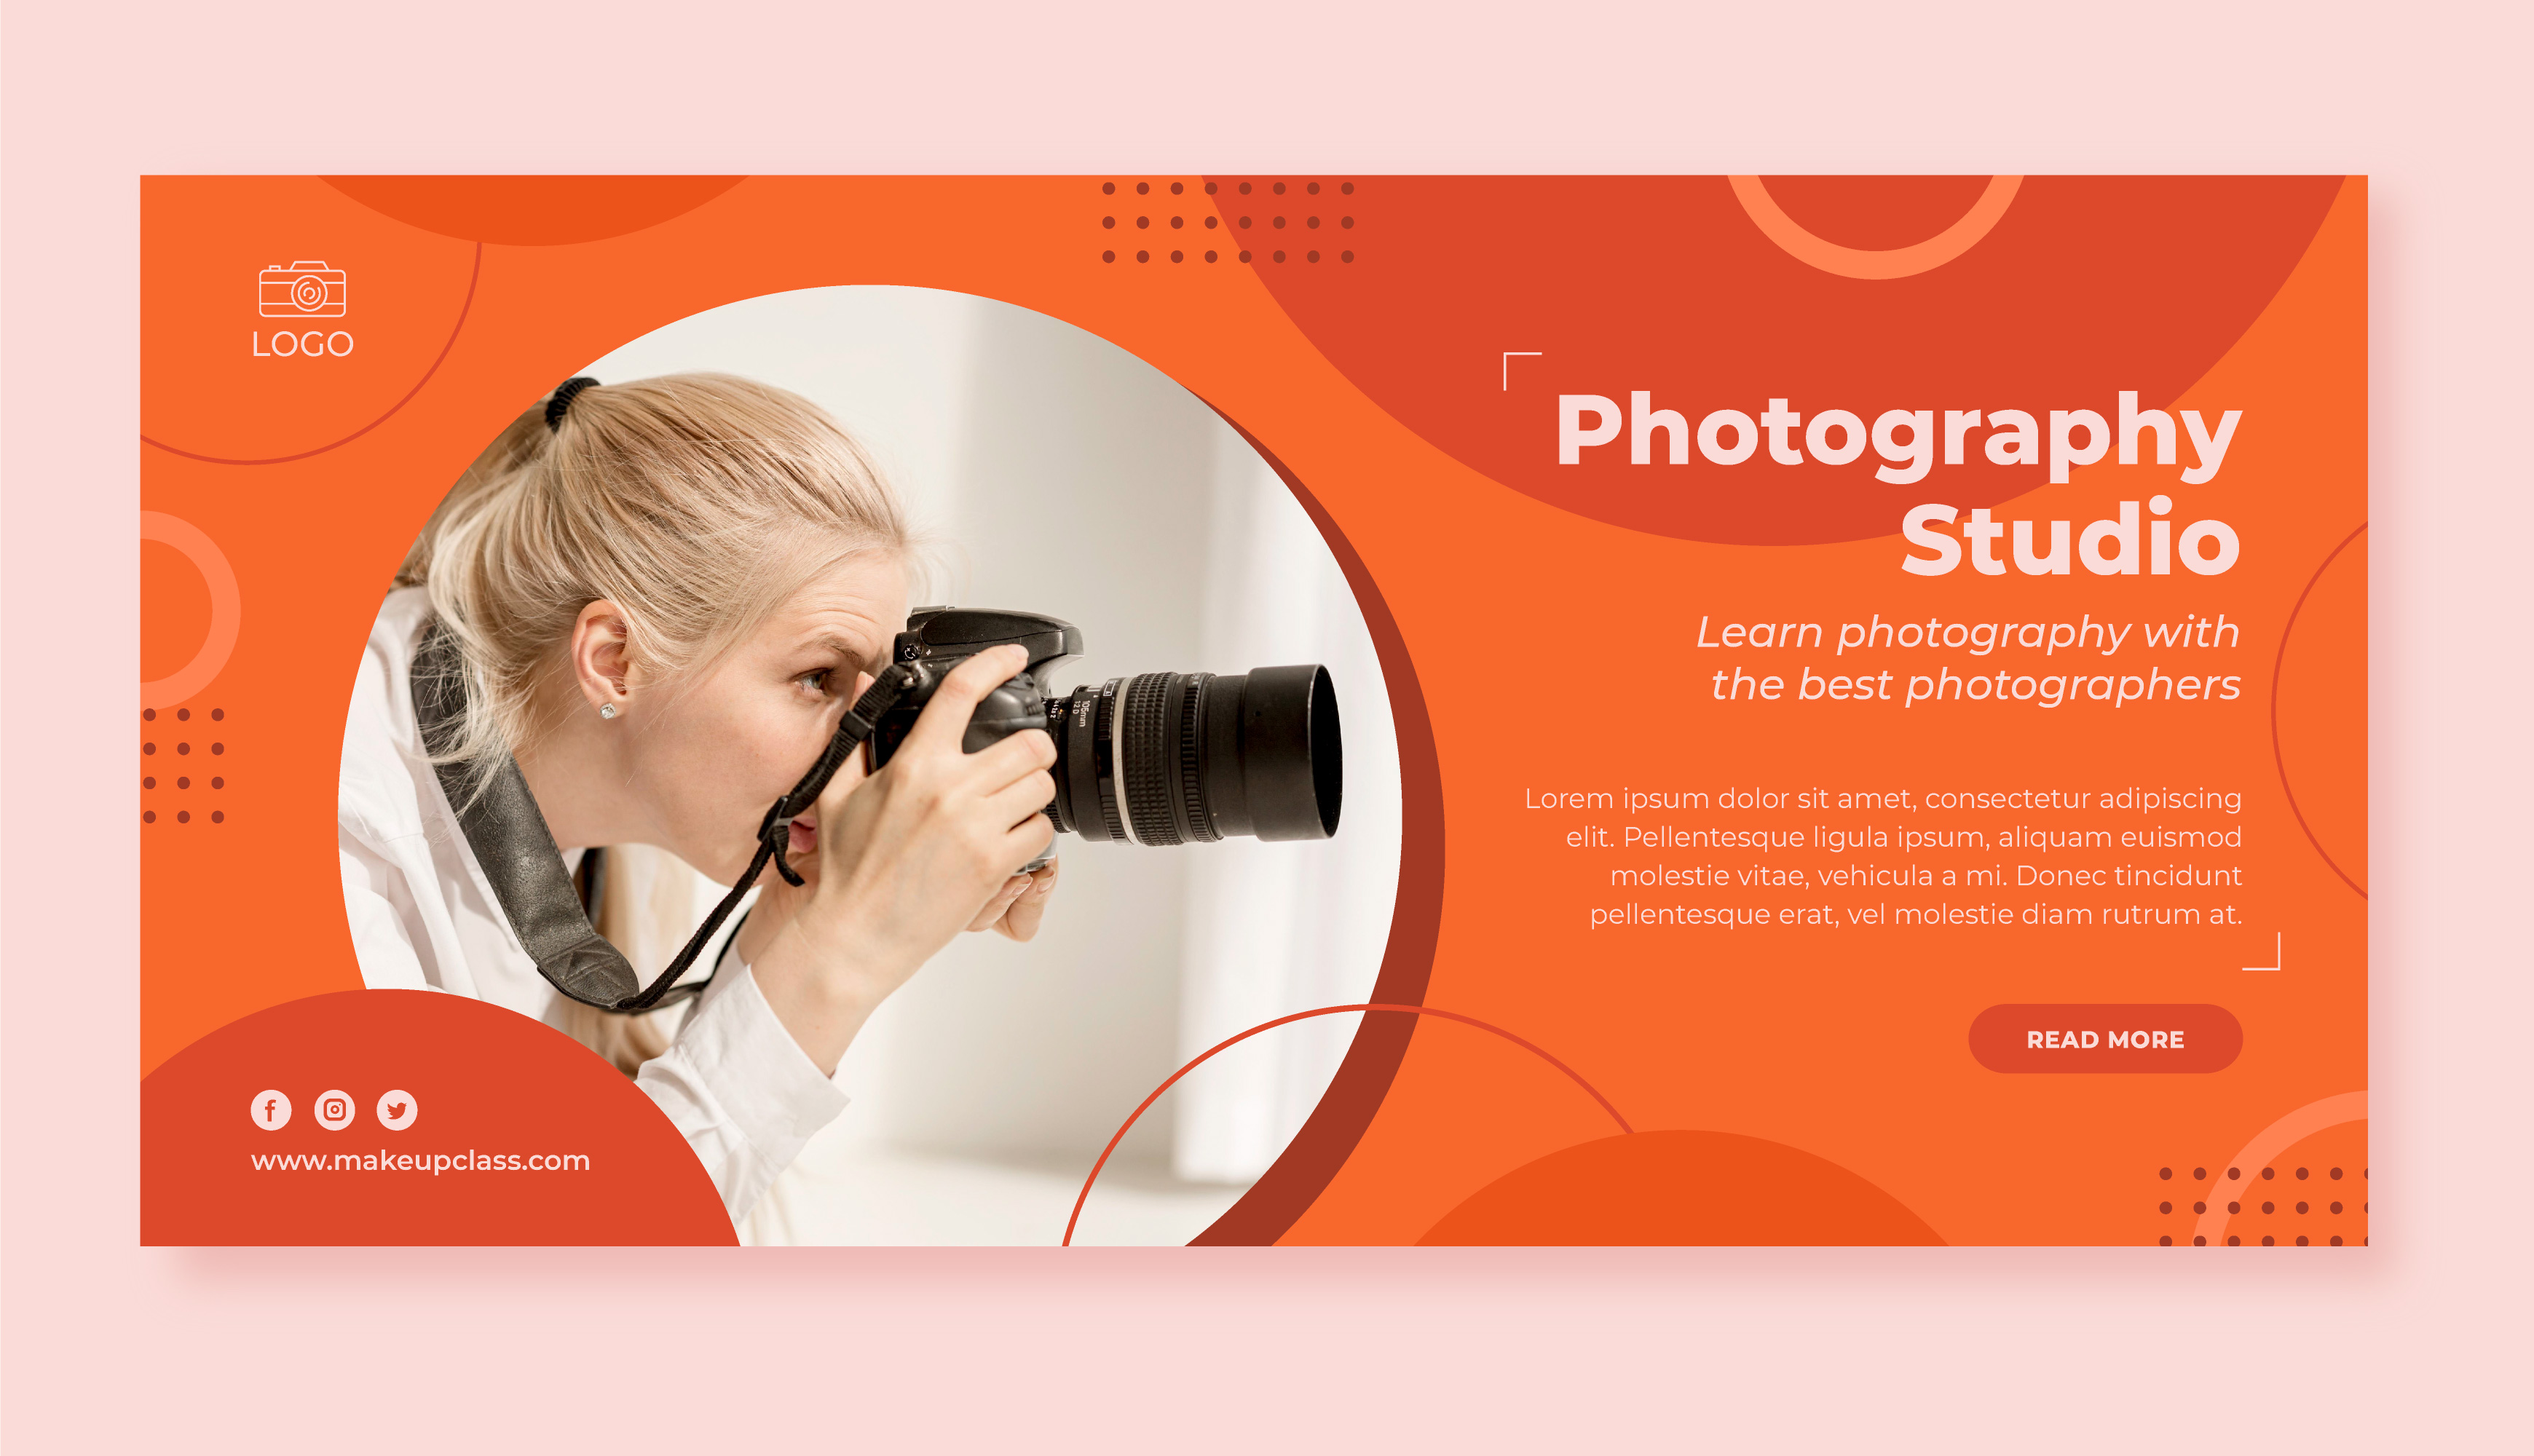 LOGO
Photography
Studio
Learn photography with
the best photographers
Lorem ipsum dolor sit amet, consectetur adipiscing
elit. Pellentesque ligula ipsum, aliquam euismod
molestie vitae, vehicula a mi. Donec tincidunt
pellentesque erat, vel molestie diam rutrum at.
READ MORE
www.makeupclass.com
105mm